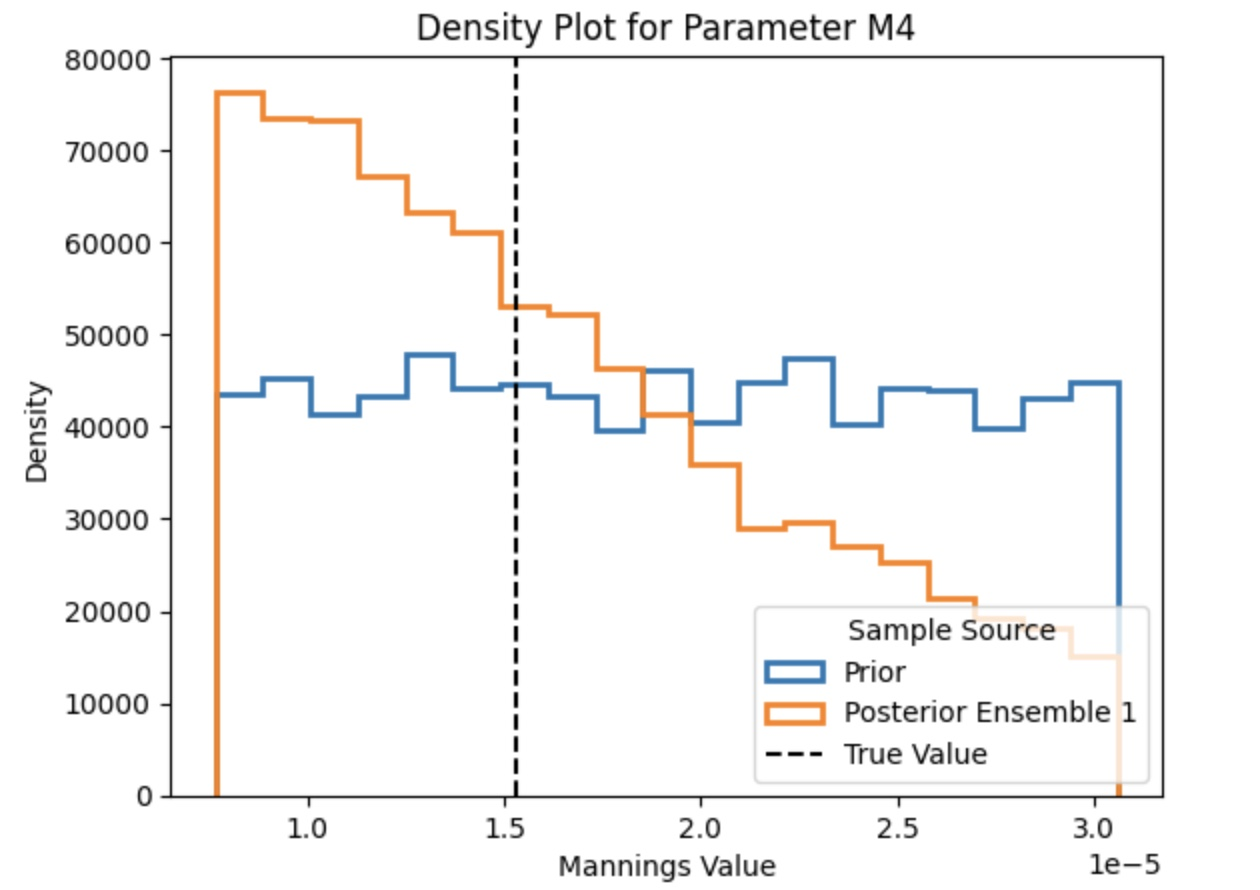 Density Plot for Parameter M4
80000
70000
60000
50000
40000
30000
20000
10000
0
Density
1.0 1.5 2.0 2.5 3.0
1e−5
Mannings Value
Sample Source
Prior
Posterior Ensemble 1
True Value